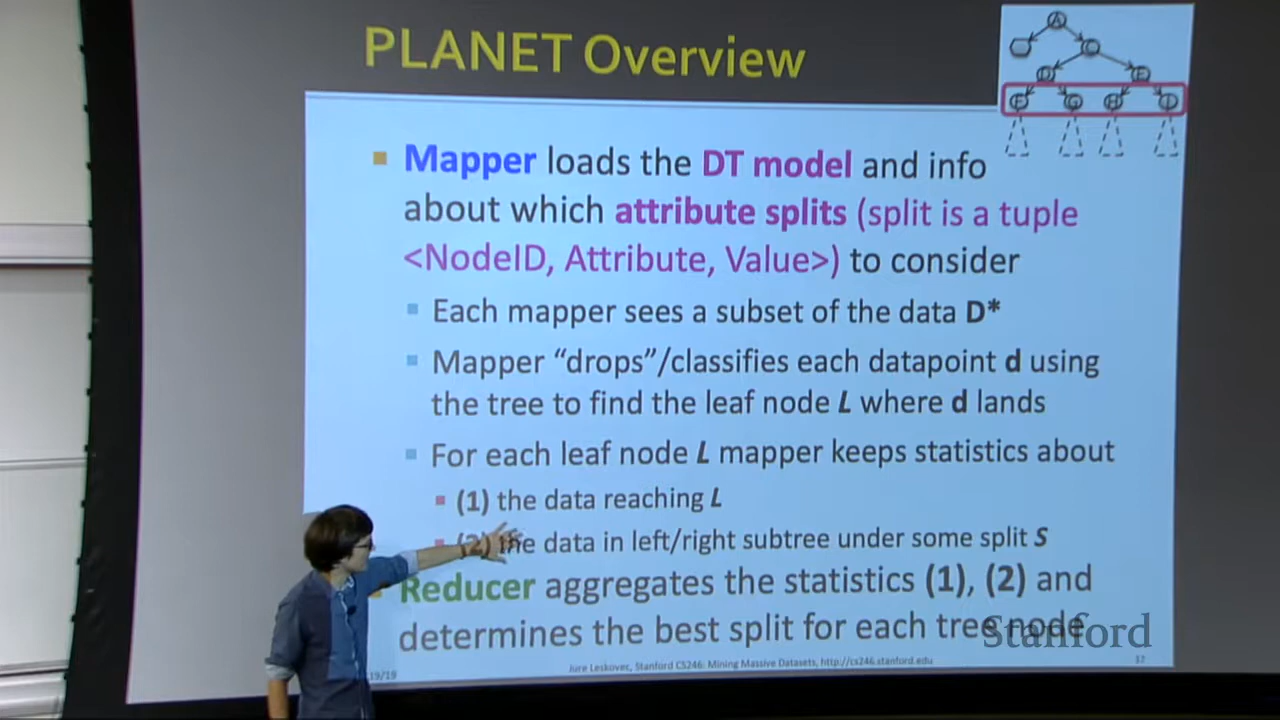 PLANET Overview
A
C
D
E
F
G
H
I
Mapper loads the DT model and info
about which attribute splits (split is a tuple
<NodeID, Attribute, Value>) to consider
Each mapper sees a subset of the data D*
Mapper “drops”/classifies each datapoint d using
the tree to find the leaf node L where d lands
For each leaf node L mapper keeps statistics about
(1) the data reaching L
(2) the data in left/right subtree under some split S
Reducer aggregates the statistics (1), (2) and
determines the best split for each tree node
Stanford
19/19
Jure Leskovec, Stanford CS246: Mining Massive Datasets, http://cs246.stanford.edu